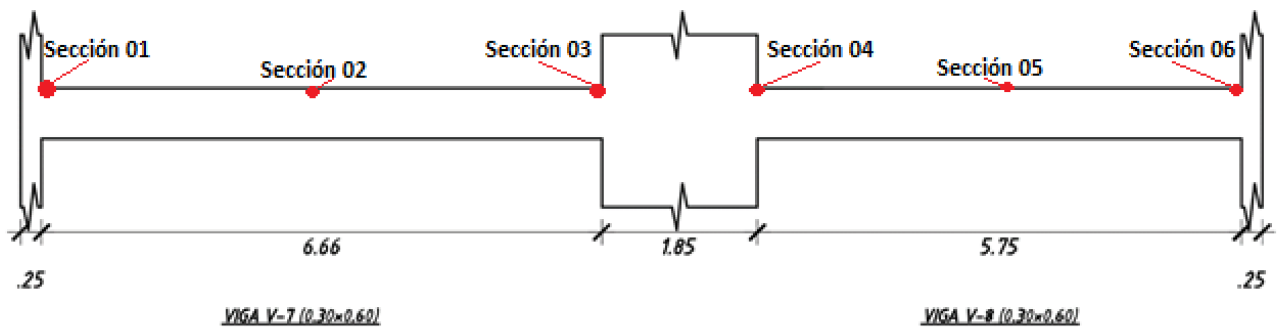 Sección 01
Sección 02
Sección 03
Sección 04
Sección 05
Sección 06
.25
6.66
1.85
5.75
.25
VIGA V-7 (0.30x0.60)
VIGA V-8 (0.30x0.60)